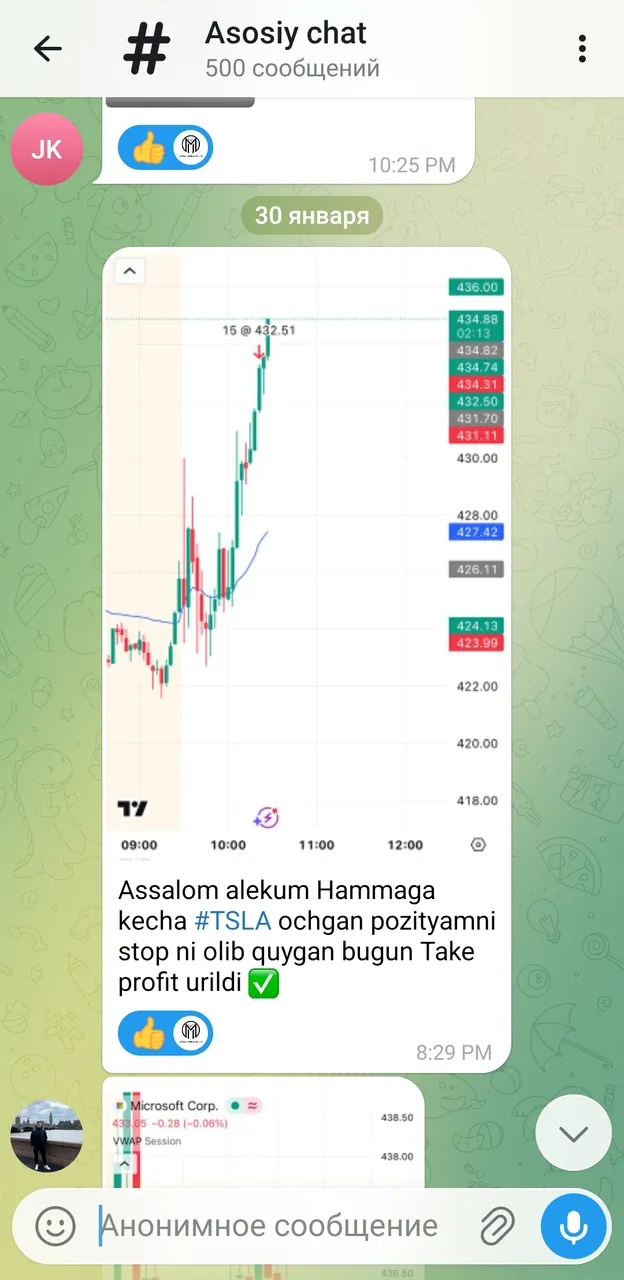 Asosiy chat
500 сообщений
JK
10:25 PM
30 января
436.00
15 @ 432.51
434.88
02:13
434.82
434.74
434.31
432.50
431.70
431.11
430.00
428.00
427.42
426.11
424.13
423.99
422.00
420.00
418.00
09:00 10:00 11:00 12:00
Assalom alekum Hammaga
kecha #TSLA ochgan pozityamni
stop ni olib quygan bugun Take
profit urildi ✅
8:29 PM
Microsoft Corp.
438.50
433.05 −0.28 (−0.06%)
VWAP Session
438.00
Анонимное сообщение
436.50